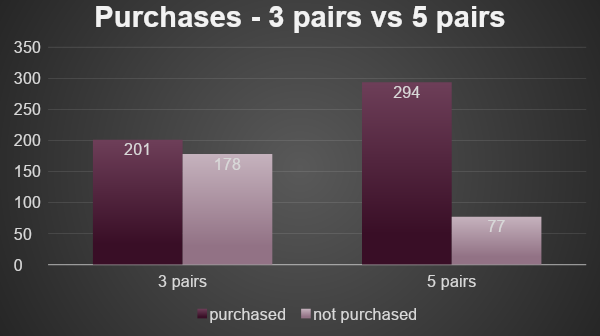 Purchases - 3 pairs vs 5 pairs
350
300
250
200
150
100
50
0
201
178
294
77
3 pairs
5 pairs
purchased
not purchased